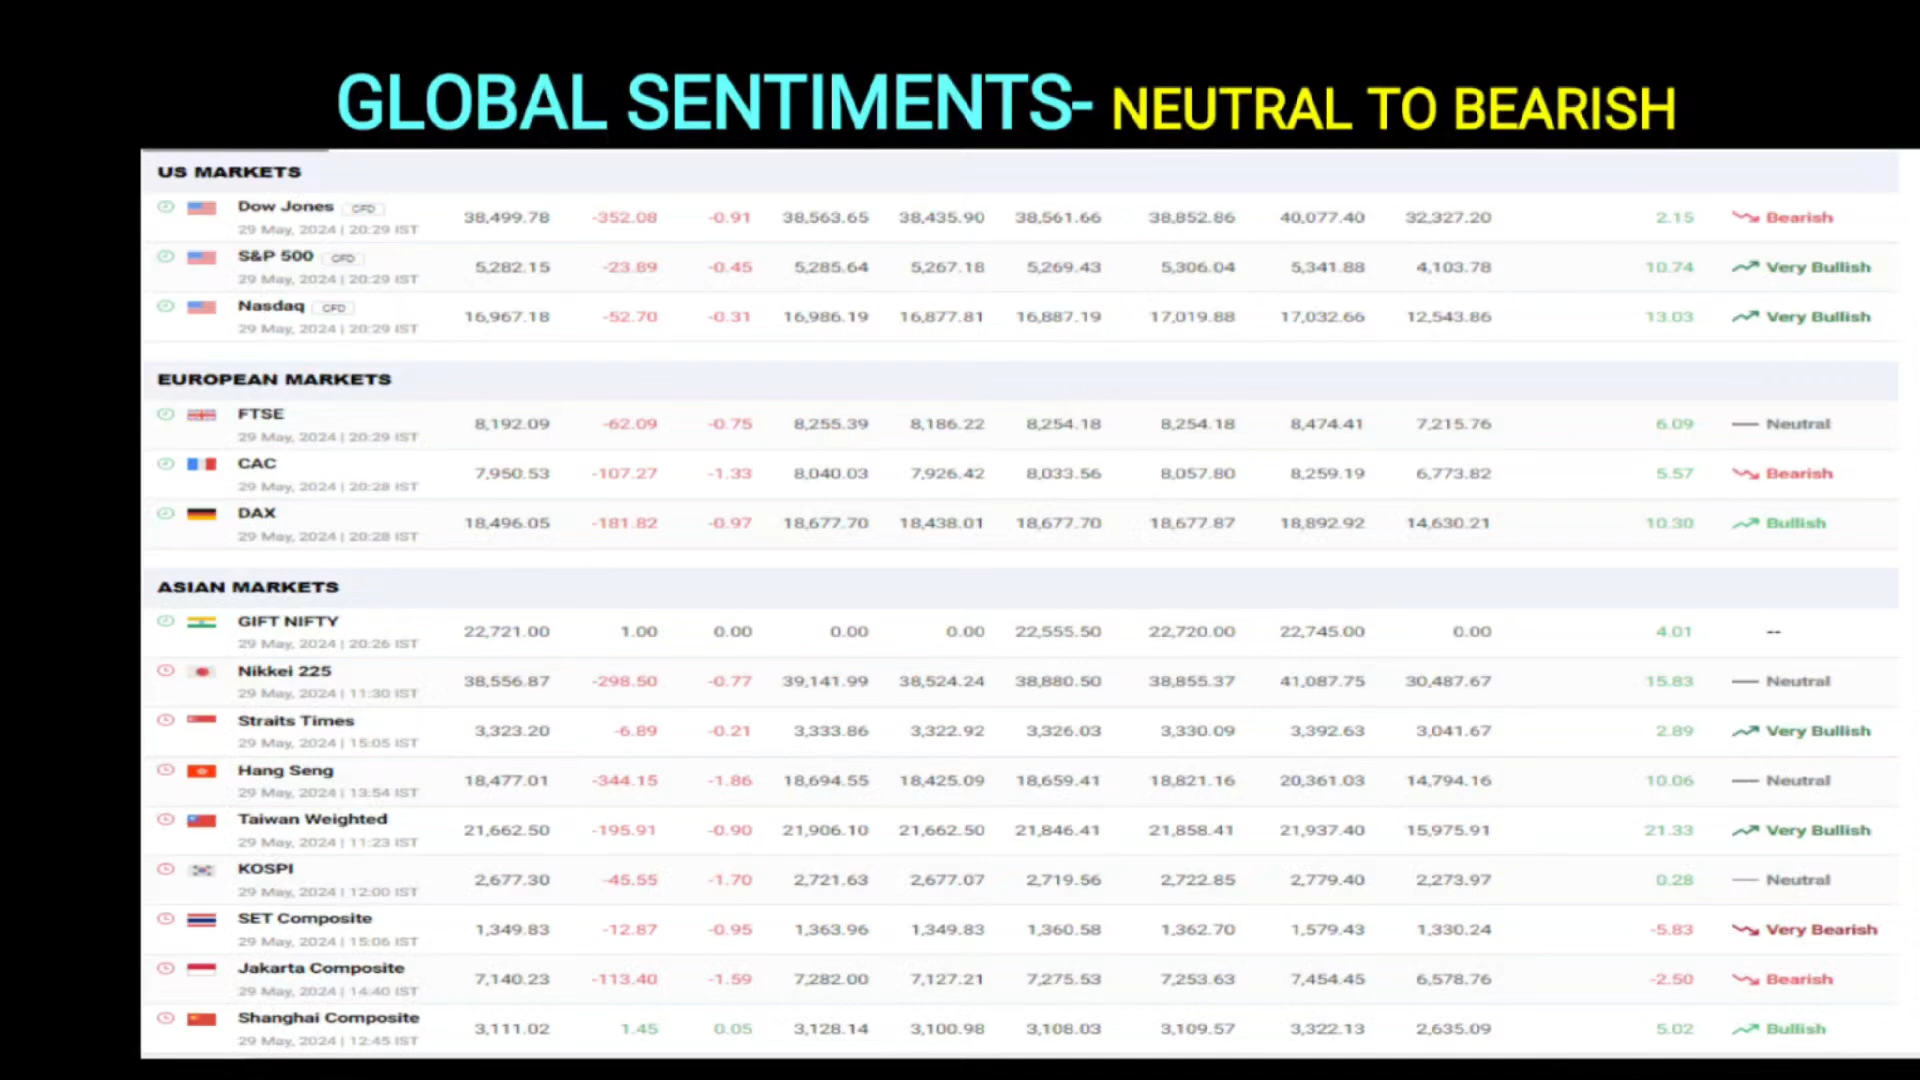 GLOBAL SENTIMENTS- NEUTRAL TO BEARISH
US MARKETS
Dow Jones CFD 38,499.78 -352.08 -0.91 38,563.65 38,435.90 38,561.66 38,852.86 40,077.40 32,327.20 2.15 Bearish
29 May, 2024 | 20:29 IST
S&P 500 CFD 5,282.15 -23.89 -0.45 5,285.64 5,267.18 5,269.43 5,306.04 5,341.88 4,103.78 10.74 Very Bullish
29 May, 2024 | 20:29 IST
Nasdaq CFD 16,967.18 -52.70 -0.31 16,986.19 16,877.81 16,887.19 17,019.88 17,032.66 12,543.86 13.03 Very Bullish
29 May, 2024 | 20:29 IST
EUROPEAN MARKETS
FTSE 8,192.09 -62.09 -0.75 8,255.39 8,186.22 8,254.18 8,254.18 8,474.41 7,215.76 6.09 Neutral
29 May, 2024 | 20:29 IST
CAC 7,950.53 -107.27 -1.33 8,040.03 7,926.42 8,033.56 8,057.80 8,259.19 6,773.82 5.57 Bearish
29 May, 2024 | 20:28 IST
DAX 18,496.05 -181.82 -0.97 18,677.70 18,438.01 18,677.70 18,677.87 18,892.92 14,630.21 10.30 Bullish
29 May, 2024 | 20:28 IST
ASIAN MARKETS
GIFT NIFTY 22,721.00 1.00 0.00 0.00 0.00 22,555.50 22,720.00 22,745.00 0.00 4.01 --
29 May, 2024 | 20:26 IST
Nikkei 225 38,556.87 -298.50 -0.77 39,141.99 38,524.24 38,880.50 38,855.37 41,087.75 30,487.67 15.83 Neutral
29 May, 2024 | 11:30 IST
Straits Times 3,323.20 -6.89 -0.21 3,333.86 3,322.92 3,326.03 3,330.09 3,392.63 3,041.67 2.89 Very Bullish
29 May, 2024 | 15:05 IST
Hang Seng 18,477.01 -344.15 -1.86 18,694.55 18,425.09 18,659.41 18,821.16 20,361.03 14,794.16 10.06 Neutral
29 May, 2024 | 13:54 IST
Taiwan Weighted 21,662.50 -195.91 -0.90 21,906.10 21,662.50 21,846.41 21,858.41 21,937.40 15,975.91 21.33 Very Bullish
29 May, 2024 | 11:23 IST
KOSPI 2,677.30 -45.55 -1.70 2,721.63 2,677.07 2,719.56 2,722.85 2,779.40 2,273.97 0.28 Neutral
29 May, 2024 | 12:00 IST
SET Composite 1,349.83 -12.87 -0.95 1,363.96 1,349.83 1,360.58 1,362.70 1,579.43 1,330.24 -5.83 Very Bearish
29 May, 2024 | 15:06 IST
Jakarta Composite 7,140.23 -113.40 -1.59 7,282.00 7,127.21 7,275.53 7,253.63 7,454.45 6,578.76 -2.50 Bearish
29 May, 2024 | 14:40 IST
Shanghai Composite 3,111.02 1.45 0.05 3,128.14 3,100.98 3,108.03 3,109.57 3,322.13 2,635.09 5.02 Bullish
29 May, 2024 | 12:45 IST